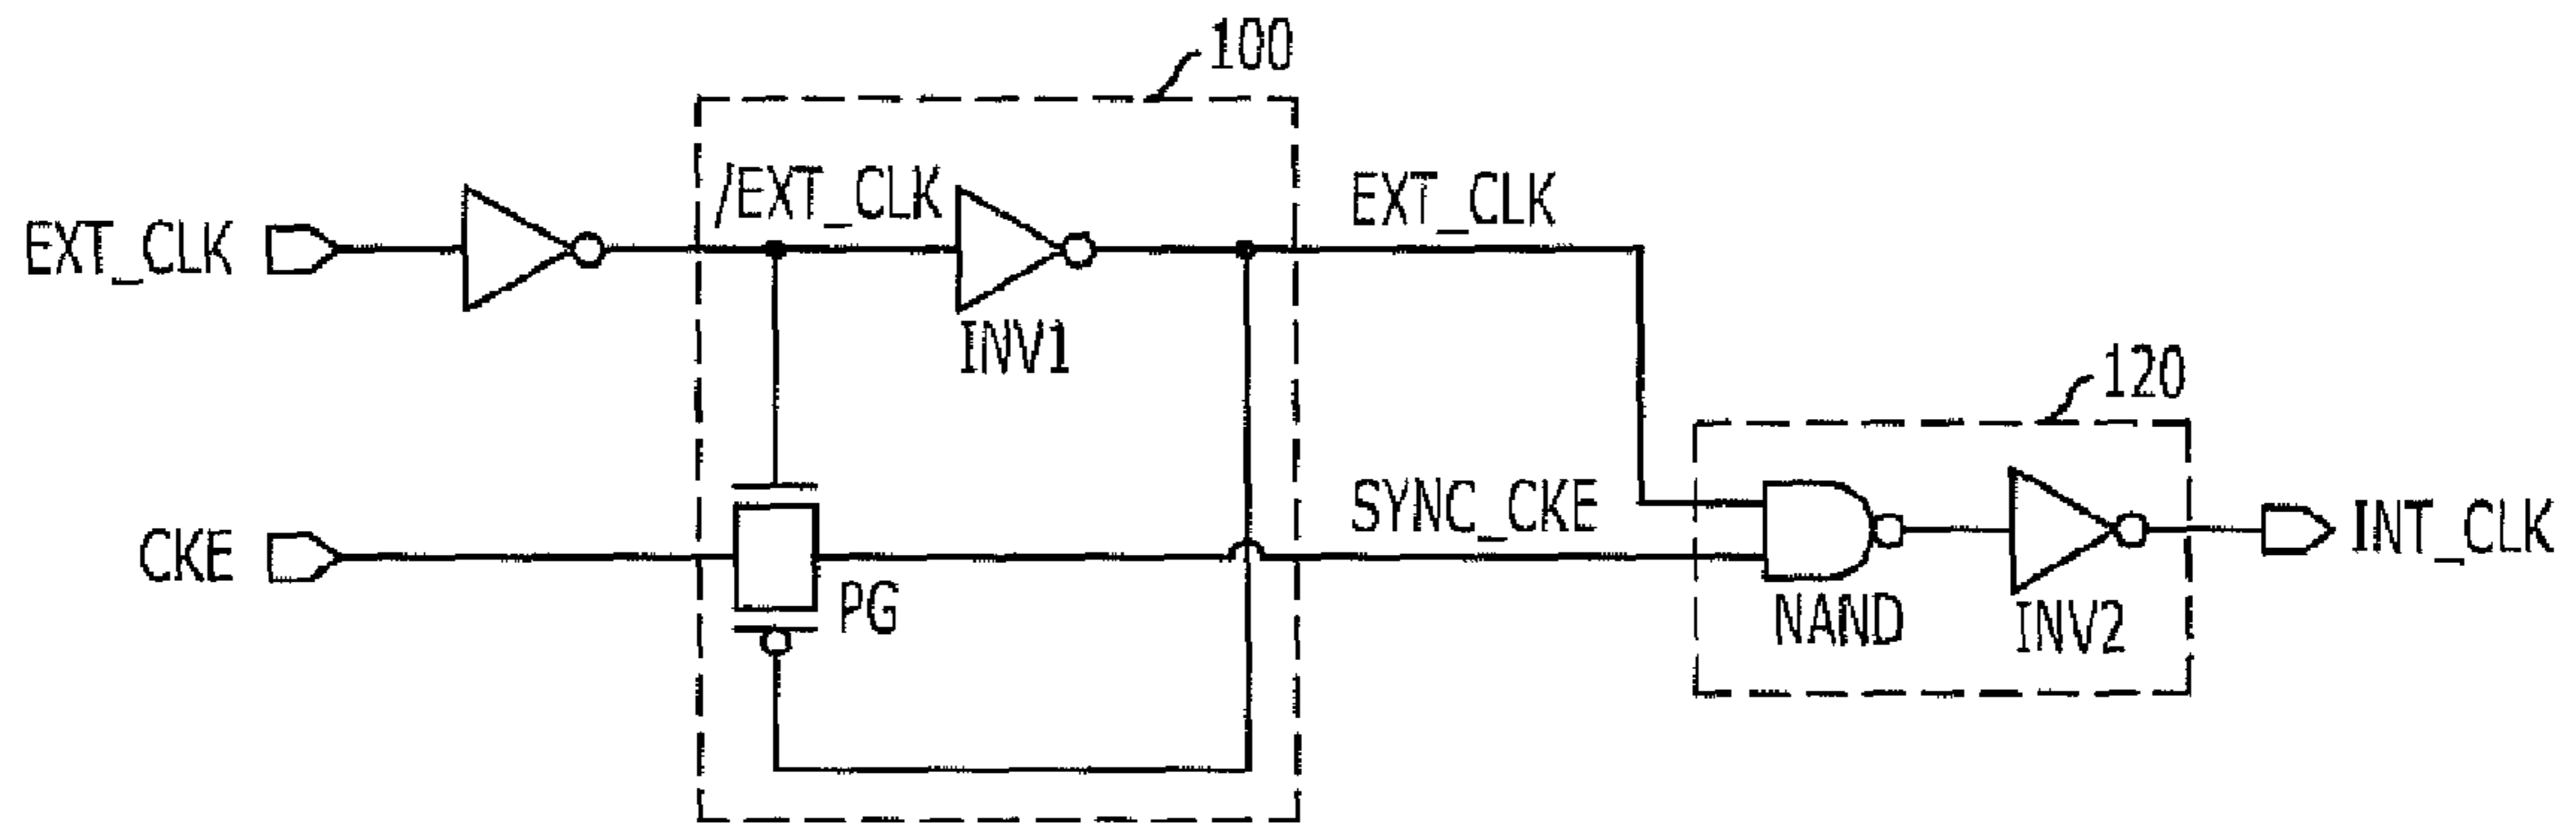 100
/EXT_CLK
EXT_CLK
EXT_CLK
INV1
120
SYNC_CKE
CKE
INT_CLK
PG
NAND
INV2